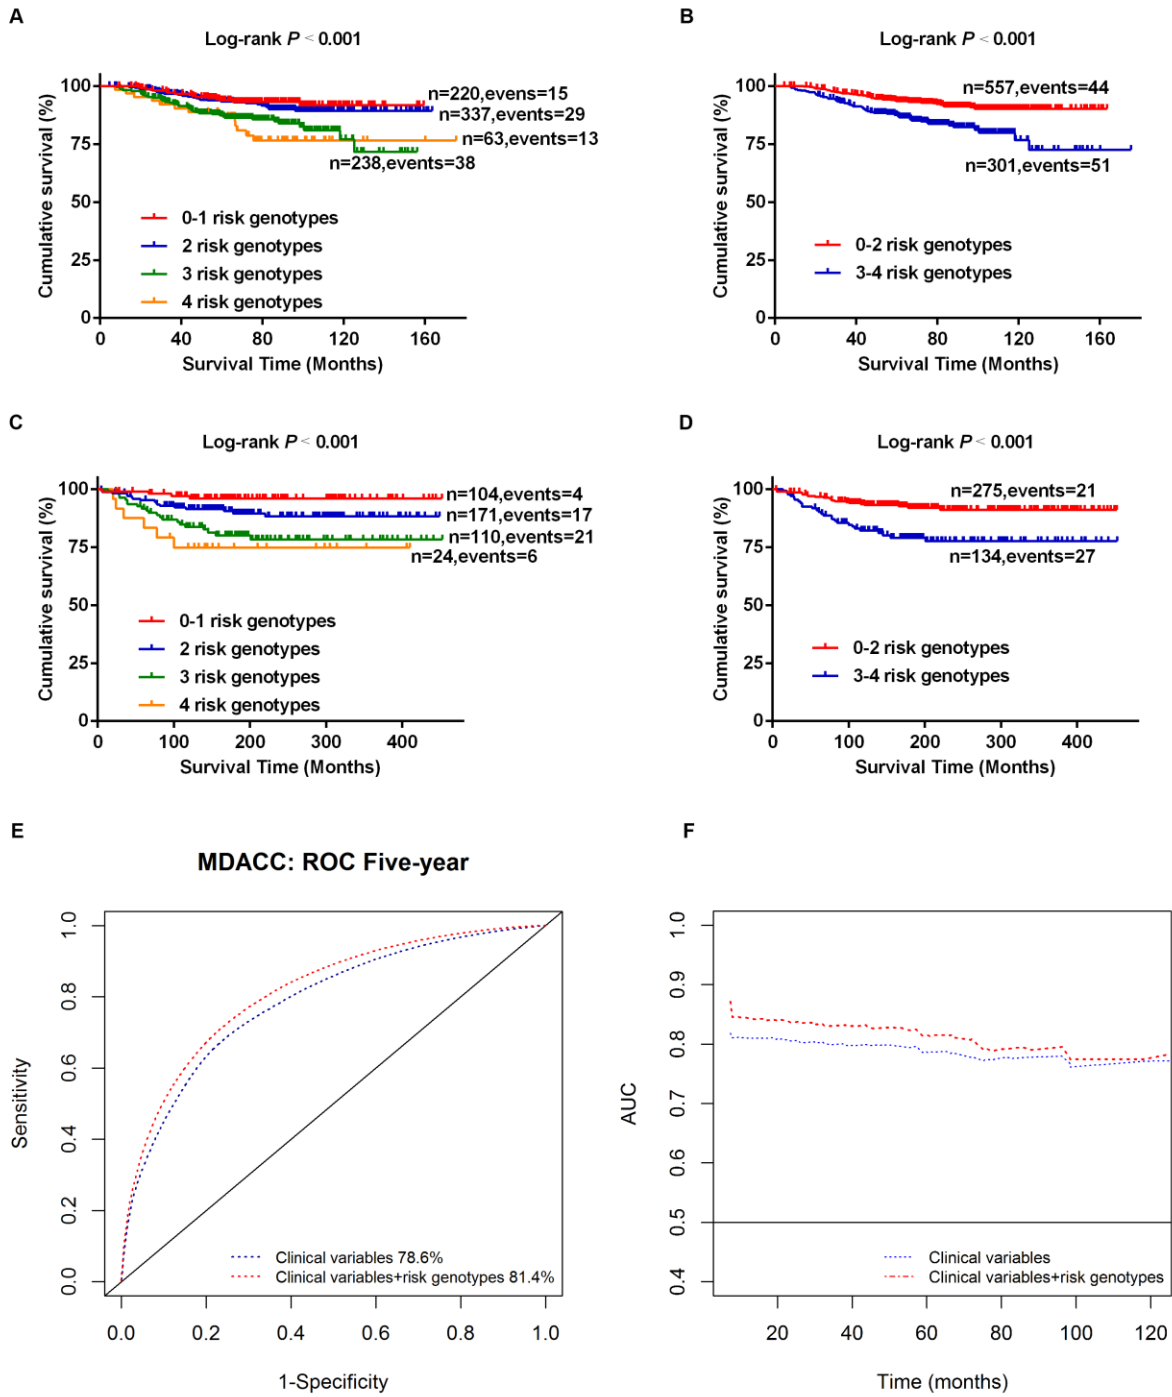 A
Log-rank P < 0.001
Cumulative survival (%)
100
75
50
25
0
n=220,evens=15
n=337,events=29
n=63,events=13
n=238,events=38
0-1 risk genotypes
2 risk genotypes
3 risk genotypes
4 risk genotypes
0 40 80 120 160
Survival Time (Months)
B
Log-rank P < 0.001
Cumulative survival (%)
100
75
50
25
0
n=557,events=44
n=301,events=51
0-2 risk genotypes
3-4 risk genotypes
0 40 80 120 160
Survival Time (Months)
C
Log-rank P < 0.001
Cumulative survival (%)
100
75
50
25
0
n=104,events=4
n=171,events=17
n=110,events=21
n=24,events=6
0-1 risk genotypes
2 risk genotypes
3 risk genotypes
4 risk genotypes
0 100 200 300 400
Survival Time (Months)
D
Log-rank P < 0.001
Cumulative survival (%)
100
75
50
25
0
n=275,events=21
n=134,events=27
0-2 risk genotypes
3-4 risk genotypes
0 100 200 300 400
Survival Time (Months)
E
MDACC: ROC Five-year
Sensitivity
1.0
0.8
0.6
0.4
0.2
0.0
Clinical variables 78.6%
Clinical variables+risk genotypes 81.4%
0.0 0.2 0.4 0.6 0.8 1.0
1-Specificity
F
AUC
1.0
0.9
0.8
0.7
0.6
0.5
0.4
Clinical variables
Clinical variables+risk genotypes
20 40 60 80 100 120
Time (months)